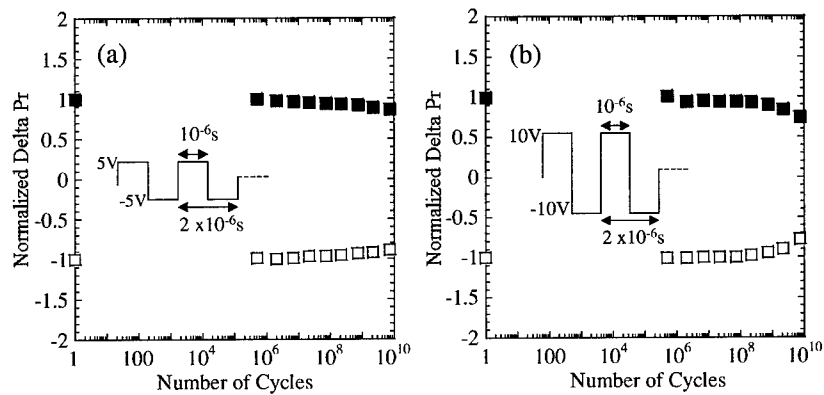 (a)
Normalized Delta Pr
2
1.5
1
0.5
0
-0.5
-1
-1.5
-2
10⁻⁶s
5V
-5V
2 x10⁻⁶s
1
100
10⁴
10⁶
10⁸
10¹⁰
Number of Cycles
(b)
Normalized Delta Pr
2
1.5
1
0.5
0
-0.5
-1
-1.5
-2
10⁻⁶s
10V
-10V
2 x10⁻⁶s
1
100
10⁴
10⁶
10⁸
10¹⁰
Number of Cycles